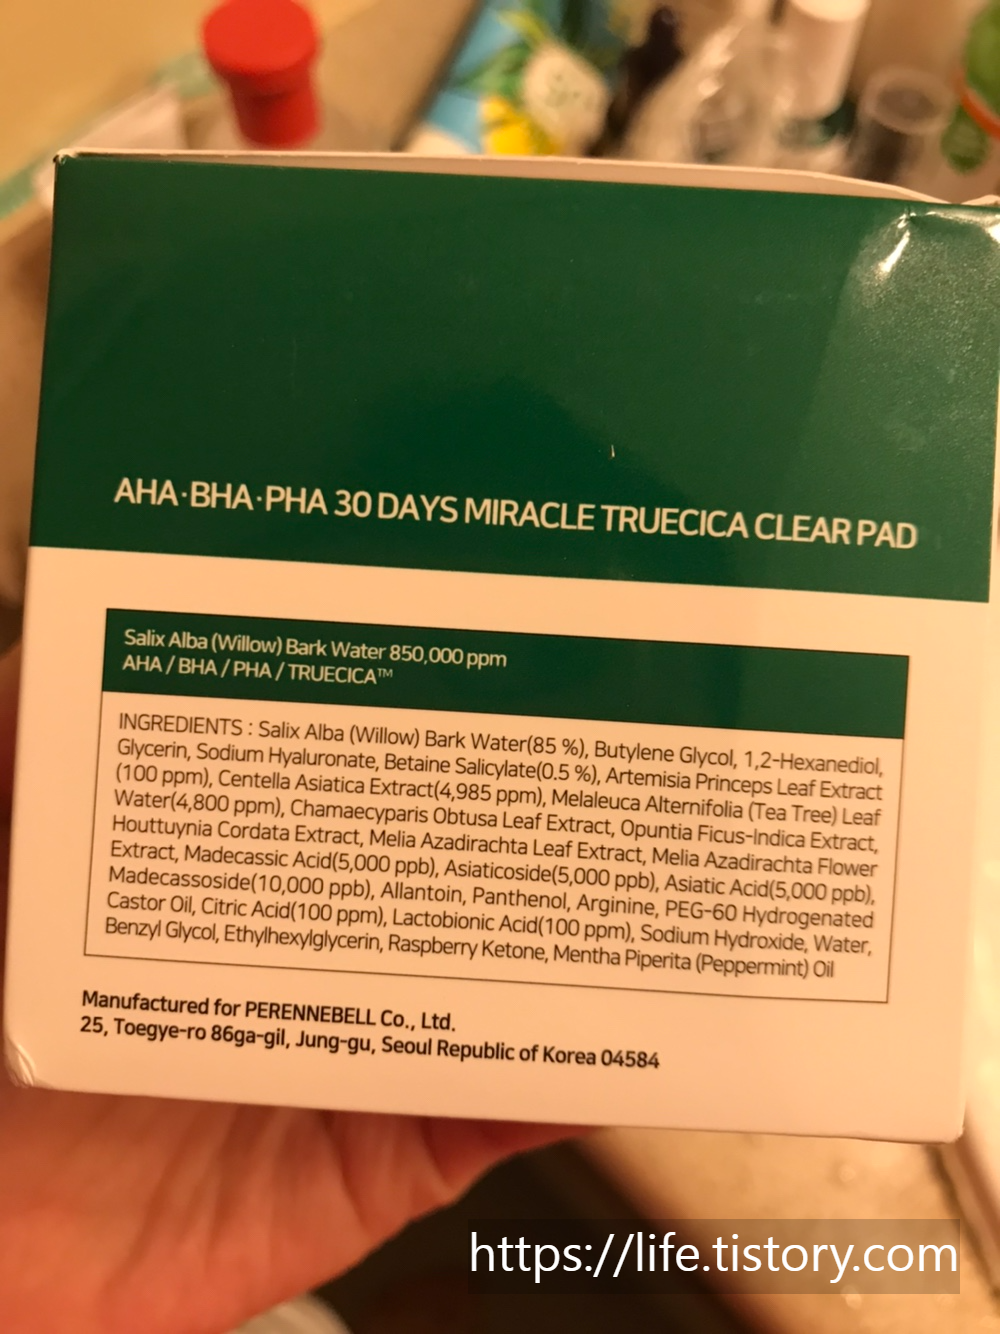 AHA·BHA·PHA 30 DAYS MIRACLE TRUECICA CLEAR PAD
Salix Alba (Willow) Bark Water 850,000 ppm
AHA / BHA / PHA / TRUECICA™
INGREDIENTS : Salix Alba (Willow) Bark Water(85 %), Butylene Glycol, 1,2-Hexanediol,
Glycerin, Sodium Hyaluronate, Betaine Salicylate(0.5 %), Artemisia Princeps Leaf Extract
(100 ppm), Centella Asiatica Extract(4,985 ppm), Melaleuca Alternifolia (Tea Tree) Leaf
Water(4,800 ppm), Chamaecyparis Obtusa Leaf Extract, Opuntia Ficus-Indica Extract,
Houttuynia Cordata Extract, Melia Azadirachta Leaf Extract, Melia Azadirachta Flower
Extract, Madecassic Acid(5,000 ppb), Asiaticoside(5,000 ppb), Asiatic Acid(5,000 ppb),
Madecassoside(10,000 ppb), Allantoin, Panthenol, Arginine, PEG-60 Hydrogenated
Castor Oil, Citric Acid(100 ppm), Lactobionic Acid(100 ppm), Sodium Hydroxide, Water,
Benzyl Glycol, Ethylhexylglycerin, Raspberry Ketone, Mentha Piperita (Peppermint) Oil
Manufactured for PERENNEBELL Co., Ltd.
25, Toegye-ro 86ga-gil, Jung-gu, Seoul Republic of Korea 04584
https://life.tistory.com